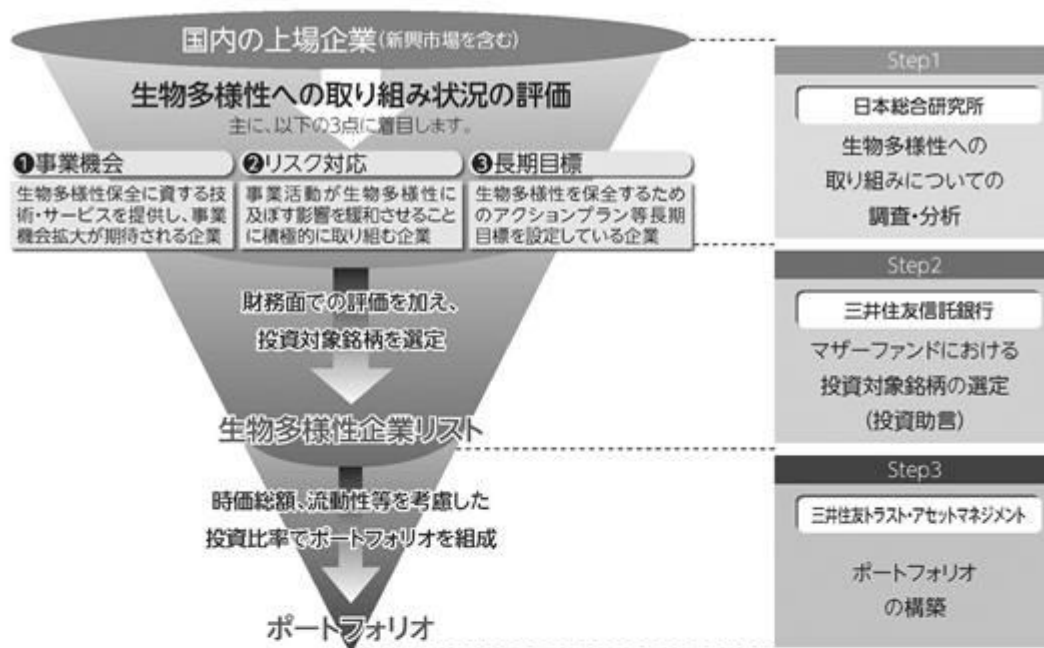 国内の上場企業(新興市場を含む)
生物多様性への取り組み状況の評価
主に、以下の3点に着目します。
❶事業機会
生物多様性保全に資する技
術・サービスを提供し、事業
機会拡大が期待される企業
❷リスク対応
事業活動が生物多様性に
及ぼす影響を緩和させること
に積極的に取り組む企業
❸長期目標
生物多様性を保全するため
のアクションプラン等長期
目標を設定している企業
財務面での評価を加え、
投資対象銘柄を選定
生物多様性企業リスト
時価総額、流動性等を考慮した
投資比率でポートフォリオを組成
ポートフォリオ
Step1
日本総合研究所
生物多様性への
取り組みについての
調査・分析
Step2
三井住友信託銀行
マザーファンドにおける
投資対象銘柄の選定
(投資助言)
Step3
三井住友トラスト・アセットマネジメント
ポートフォリオ
の構築